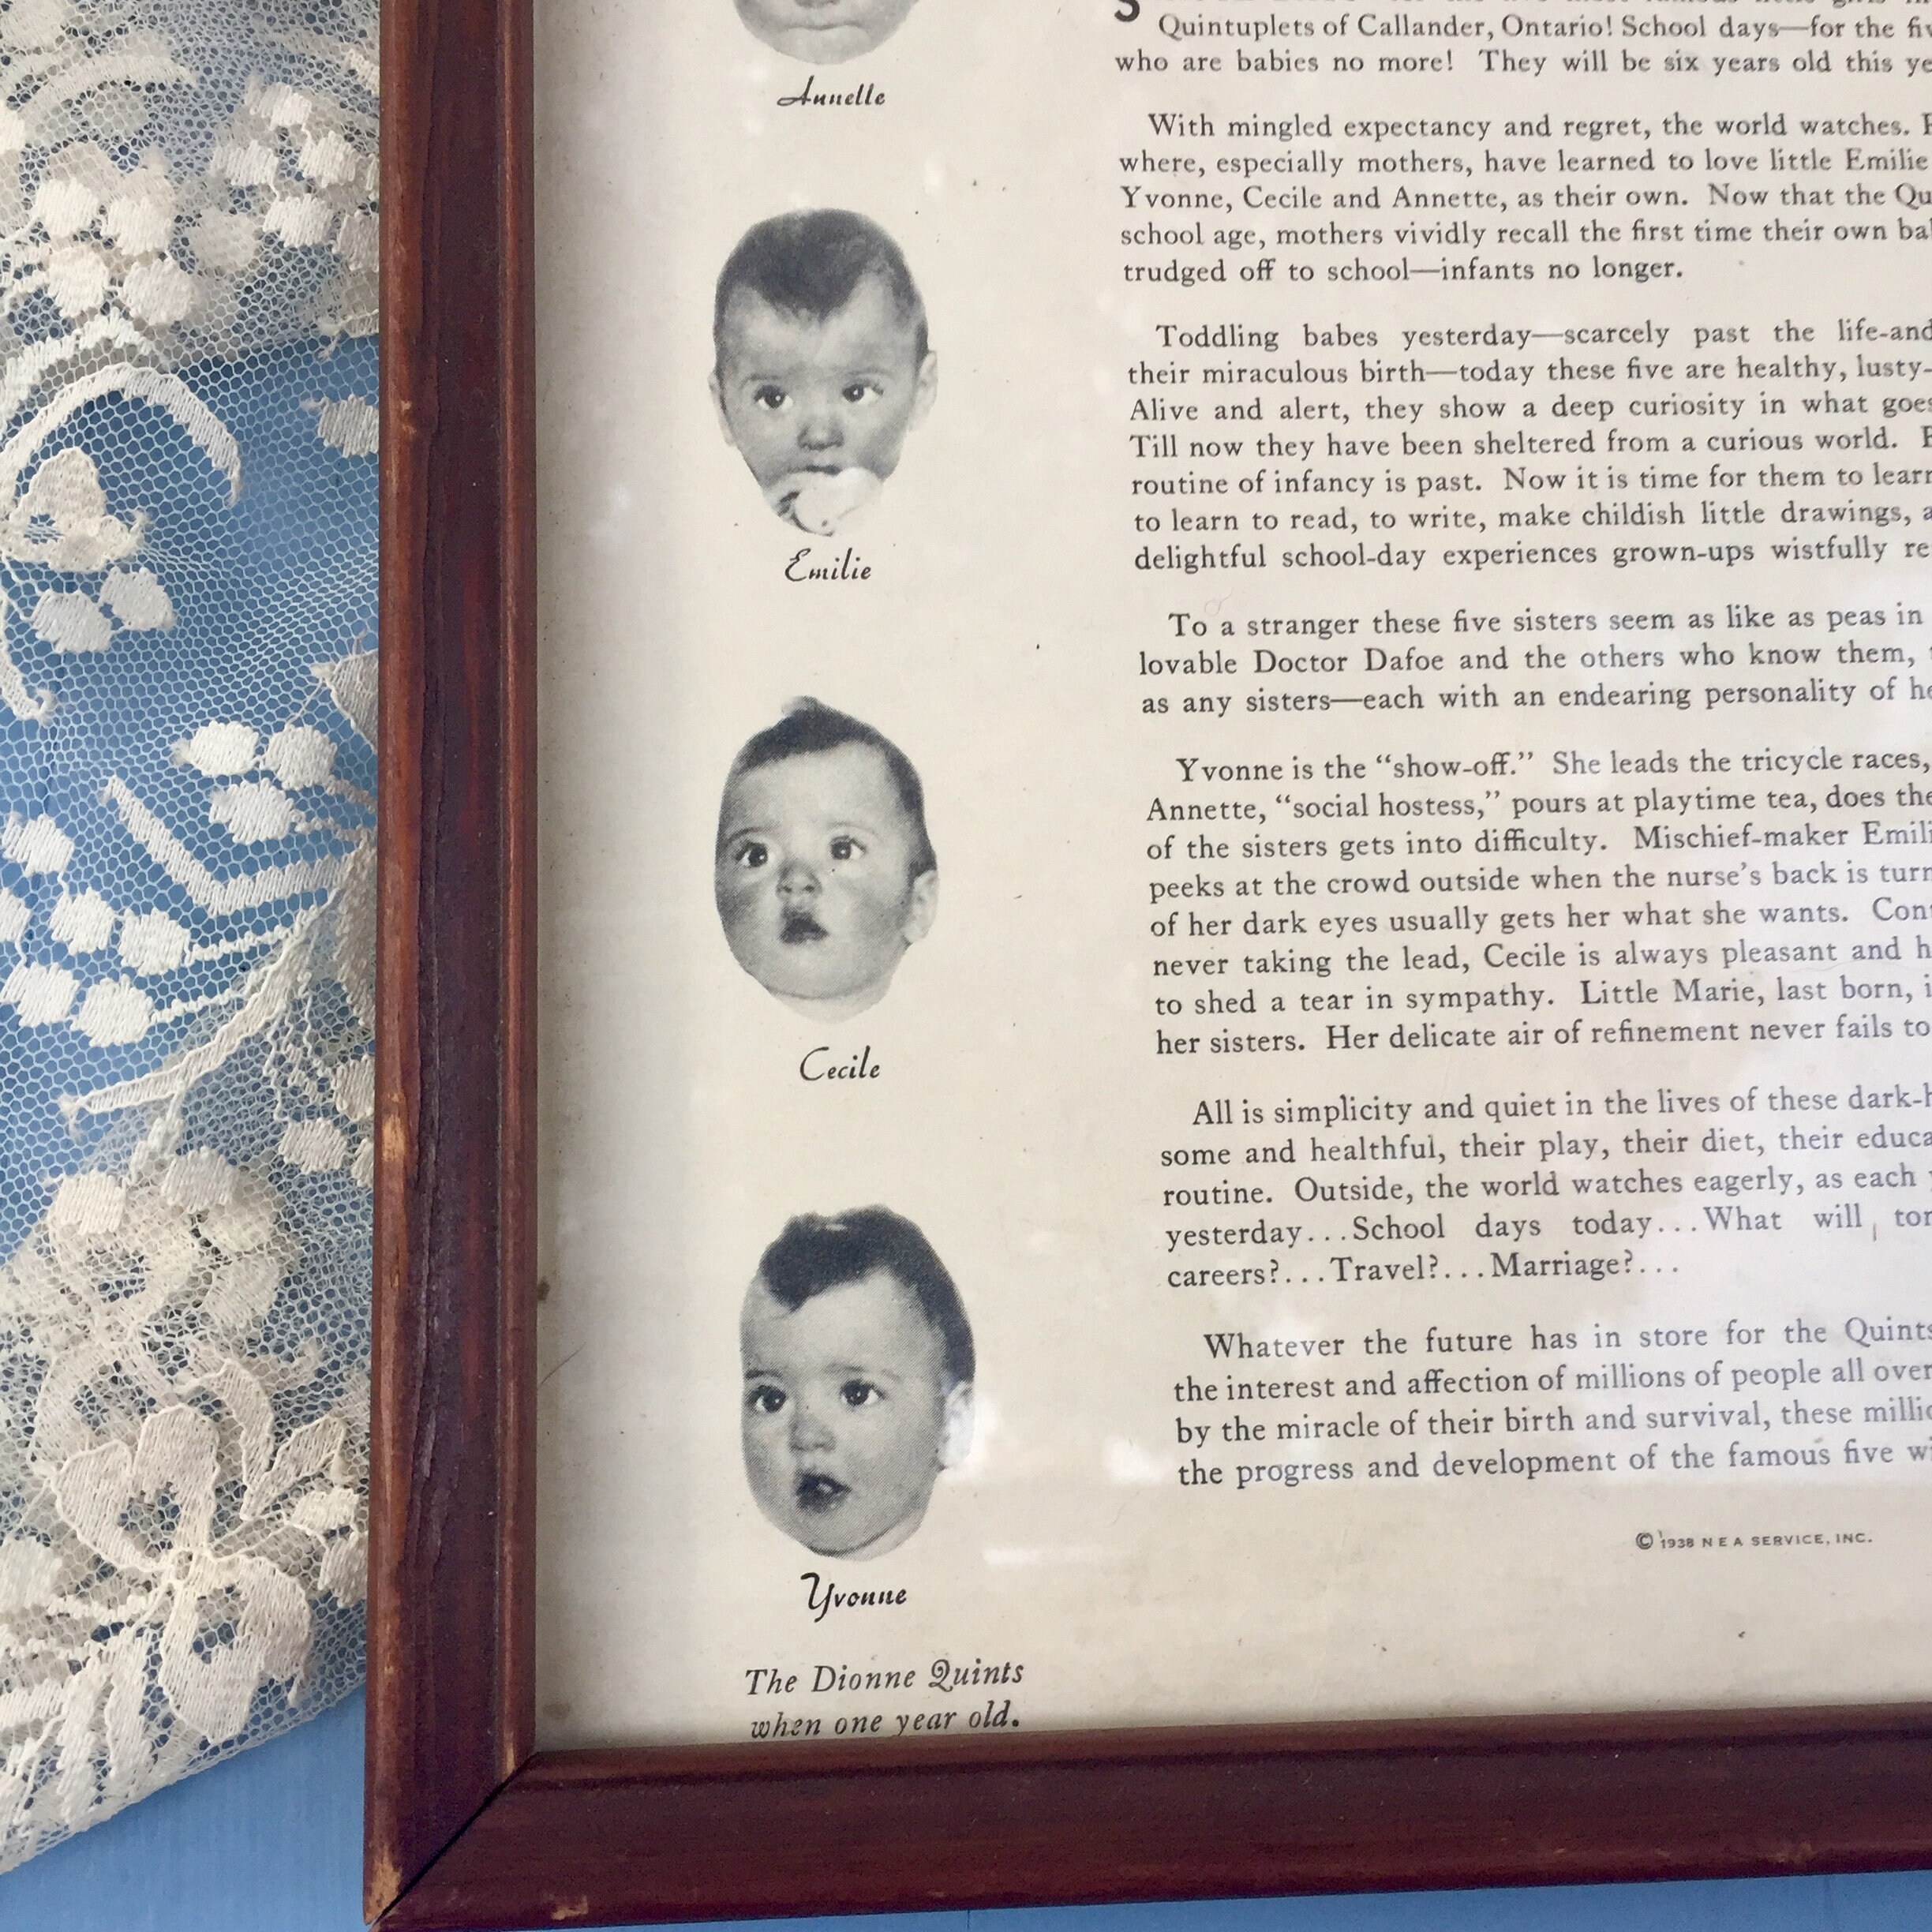 Annette
Emilie
Cecile
Yvonne
The Dionne Quints
when one year old.
S
Quintuplets of Callander, Ontario! School days—for the
who are babies no more! They will be six years old this
With mingled expectancy and regret, the world watches.
where, especially mothers, have learned to love little Emilie
Yvonne, Cecile and Annette, as their own. Now that the
school age, mothers vividly recall the first time their own
trudged off to school—infants no longer.
Toddling babes yesterday—scarcely past the life-and
their miraculous birth—today these five are healthy, lusty-
Alive and alert, they show a deep curiosity in what
Till now they have been sheltered from a curious world.
routine of infancy is past. Now it is time for them to learn
to learn to read, to write, make childish little drawings,
delightful school-day experiences grown-ups wistfully
To a stranger these five sisters seem as like as peas in
lovable Doctor Dafoe and the others who know them,
as any sisters—each with an endearing personality of
Yvonne is the "show-off." She leads the tricycle races,
Annette, "social hostess," pours at playtime tea, does the
of the sisters gets into difficulty. Mischief-maker Emili
peeks at the crowd outside when the nurse's back is turn
of her dark eyes usually gets her what she wants. Con
never taking the lead, Cecile is always pleasant and h
to shed a tear in sympathy. Little Marie, last born, i
her sisters. Her delicate air of refinement never fails to
All is simplicity and quiet in the lives of these dark-h
some and healthful, their play, their diet, their educa
routine. Outside, the world watches eagerly, as each
yesterday...School days today...What will tor
careers?...Travel?...Marriage?...
Whatever the future has in store for the Quints
the interest and affection of millions of people all over
by the miracle of their birth and survival, these millio
the progress and development of the famous five wi
© 1938 NEA SERVICE, INC.